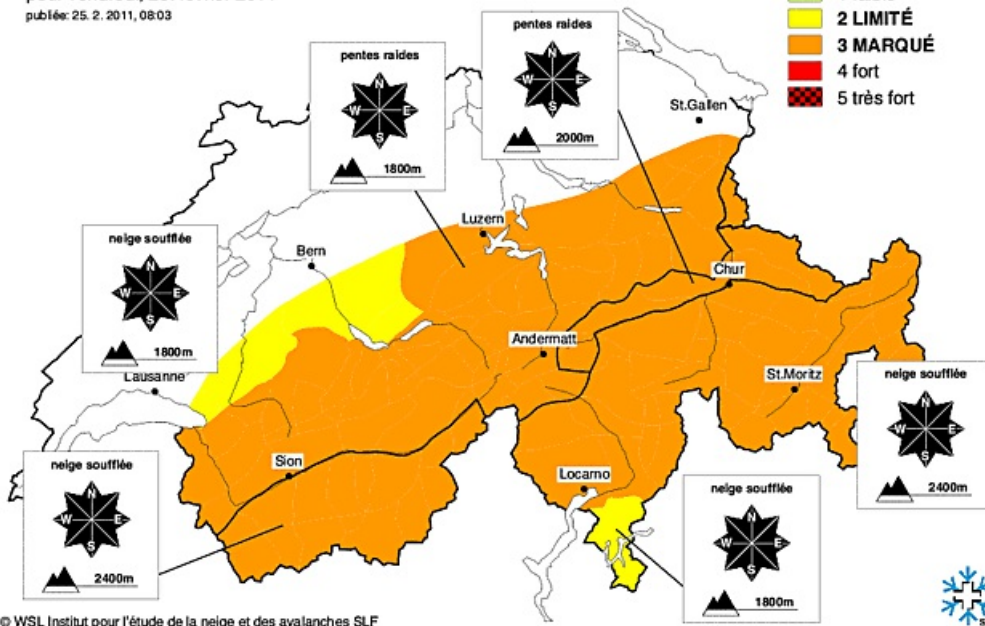 publiée: 25. 2. 2011, 08:03
2 LIMITÉ
3 MARQUÉ
4 fort
5 très fort
pentes raides
N
W E
S
1800m
pentes raides
N
W E
S
2000m
St.Gallen
Luzern
neige soufflée
N
W E
S
1800m
Bern
Chur
Andermatt
Lausanne
St.Moritz
neige soufflée
N
W E
S
2400m
Sion
Locarno
neige soufflée
N
W E
S
2400m
neige soufflée
N
W E
S
1800m
© WSL Institut pour l'étude de la neige et des avalanches SLF